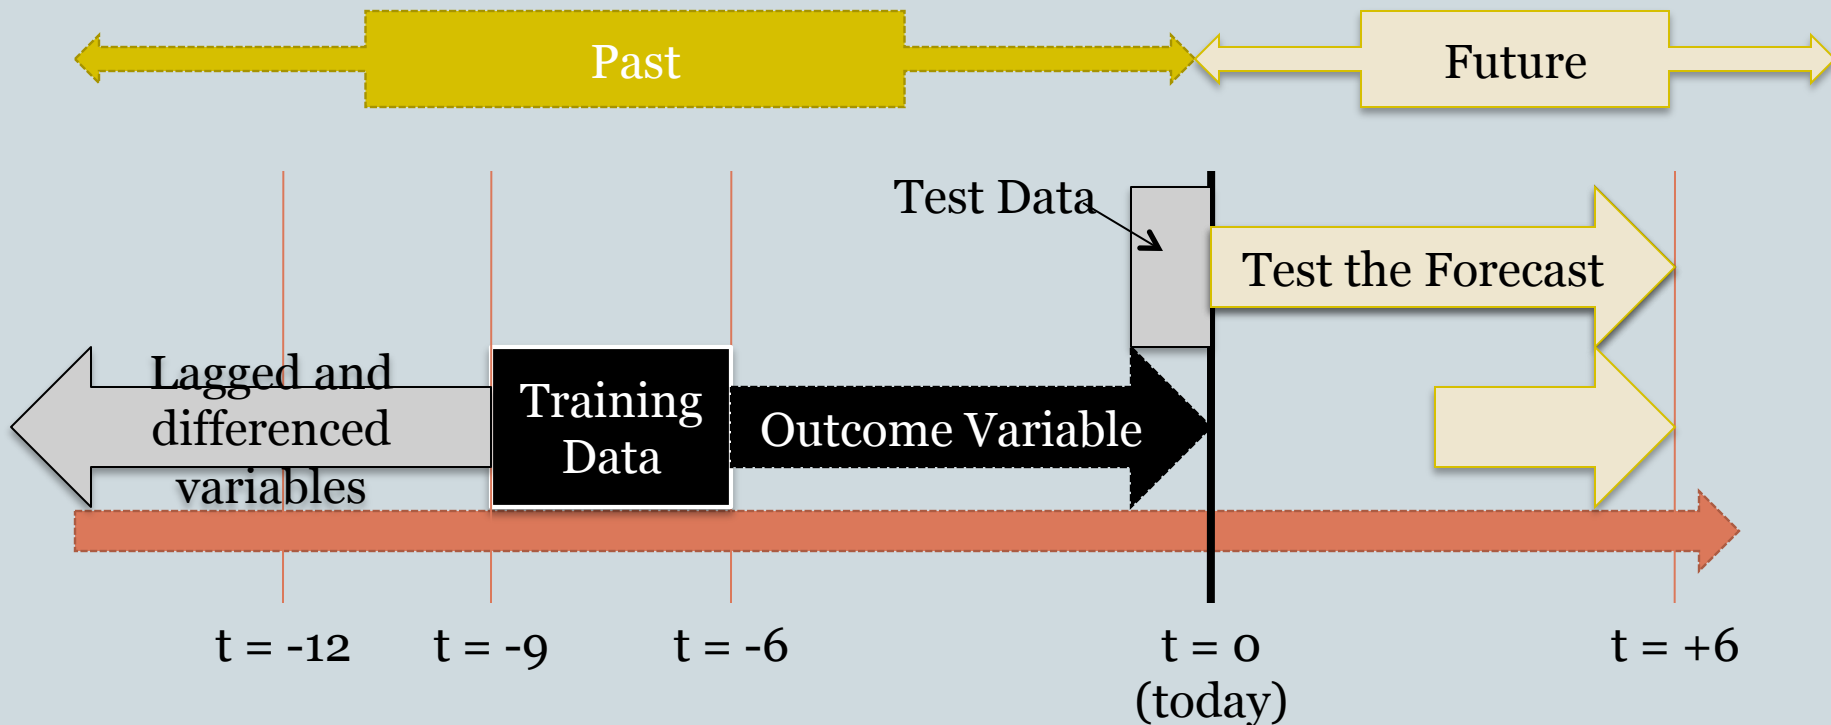 Past
Future
Test Data
Test the Forecast
Lagged and
differenced
variables
Training
Data
Outcome Variable
t = -12
t = -9
t = -6
t = 0
(today)
t = +6